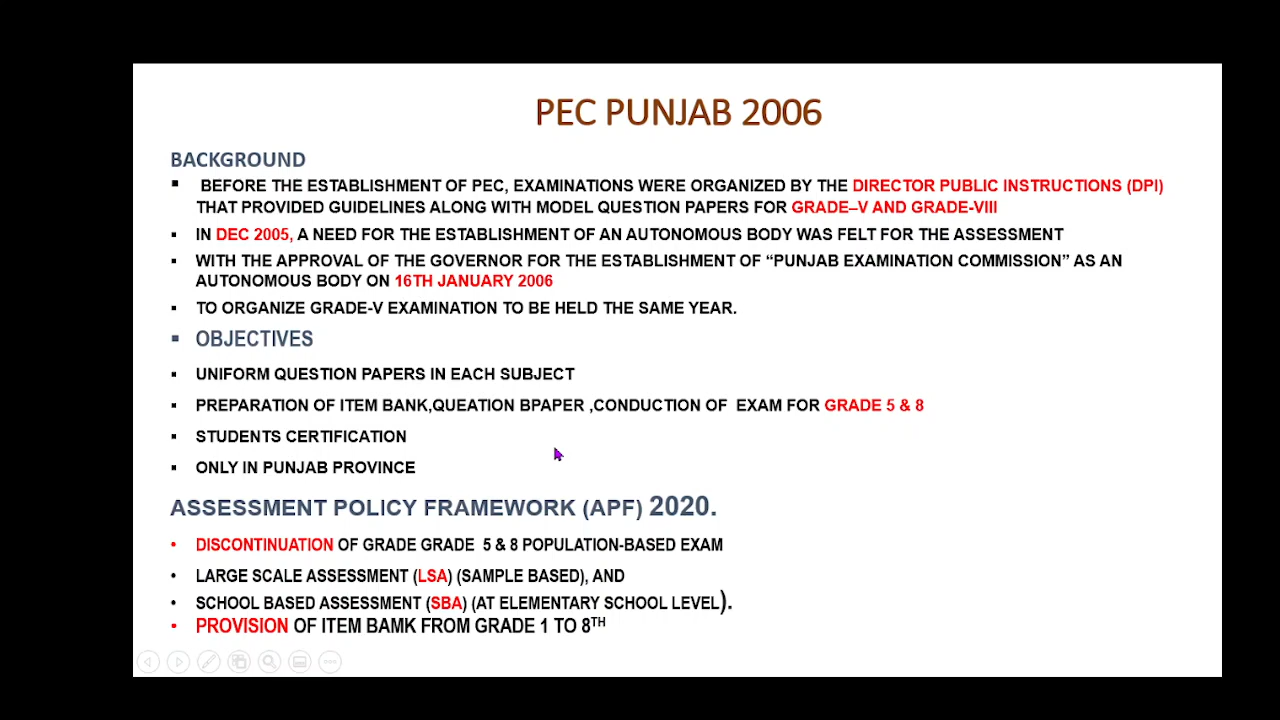 PEC PUNJAB 2006
BACKGROUND
▪ BEFORE THE ESTABLISHMENT OF PEC, EXAMINATIONS WERE ORGANIZED BY THE DIRECTOR PUBLIC INSTRUCTIONS (DPI)
THAT PROVIDED GUIDELINES ALONG WITH MODEL QUESTION PAPERS FOR GRADE–V AND GRADE-VIII
▪ IN DEC 2005, A NEED FOR THE ESTABLISHMENT OF AN AUTONOMOUS BODY WAS FELT FOR THE ASSESSMENT
▪ WITH THE APPROVAL OF THE GOVERNOR FOR THE ESTABLISHMENT OF “PUNJAB EXAMINATION COMMISSION” AS AN
AUTONOMOUS BODY ON 16TH JANUARY 2006
▪ TO ORGANIZE GRADE-V EXAMINATION TO BE HELD THE SAME YEAR.
▪ OBJECTIVES
▪ UNIFORM QUESTION PAPERS IN EACH SUBJECT
▪ PREPARATION OF ITEM BANK,QUEATION BPAPER ,CONDUCTION OF EXAM FOR GRADE 5 & 8
▪ STUDENTS CERTIFICATION
▪ ONLY IN PUNJAB PROVINCE
ASSESSMENT POLICY FRAMEWORK (APF) 2020.
• DISCONTINUATION OF GRADE GRADE 5 & 8 POPULATION-BASED EXAM
• LARGE SCALE ASSESSMENT (LSA) (SAMPLE BASED), AND
• SCHOOL BASED ASSESSMENT (SBA) (AT ELEMENTARY SCHOOL LEVEL).
• PROVISION OF ITEM BAMK FROM GRADE 1 TO 8TH